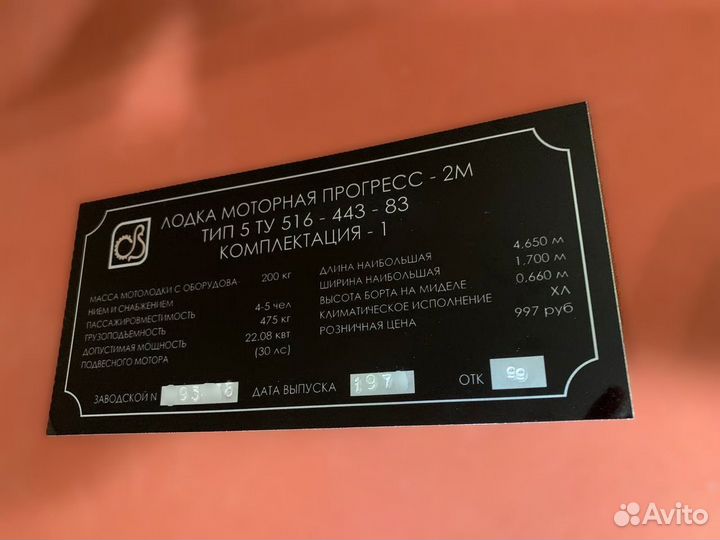 ЛОДКА МОТОРНАЯ ПРОГРЕСС - 2М
ТИП 5 ТУ 516 - 443 - 83
КОМПЛЕКТАЦИЯ - 1
МАССА МОТОЛОДКИ С ОБОРУДОВА- 200 кг
НИЕМ И СНАБЖЕНИЕМ
ПАССАЖИРОВМЕСТИМОСТЬ 4-5 чел
ГРУЗОПОДЪЕМНОСТЬ 475 кг
ДОПУСТИМАЯ МОЩНОСТЬ 22.08 квт
ПОДВЕСНОГО МОТОРА (30 лс)
ДЛИНА НАИБОЛЬШАЯ 4.650 м
ШИРИНА НАИБОЛЬШАЯ 1.700 м
ВЫСОТА БОРТА НА МИДЕЛЕ 0.660 м
КЛИМАТИЧЕСКОЕ ИСПОЛНЕНИЕ ХЛ
РОЗНИЧНАЯ ЦЕНА 997 руб
ЗАВОДСКОЙ N ДАТА ВЫПУСКА ОТК
Avito